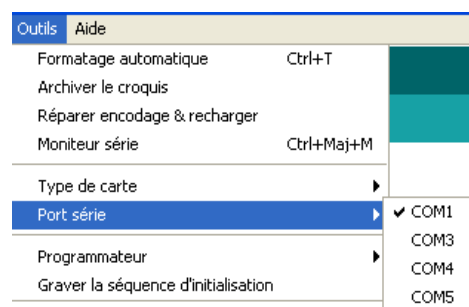 Outils Aide
Formatage automatique Ctrl+T
Archiver le croquis
Réparer encodage & recharger
Moniteur série Ctrl+Maj+M
Type de carte
Port série
COM1
COM3
Programmateur
COM4
Graver la séquence d'initialisation
COM5